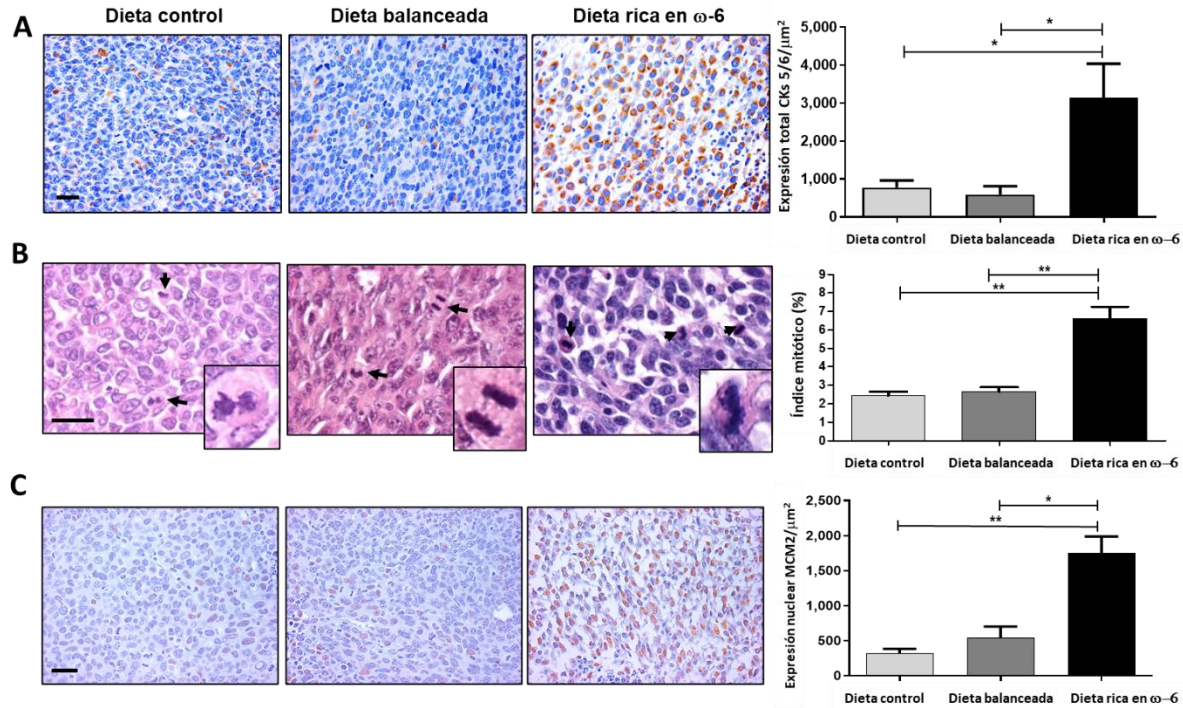 Dieta control
Dieta balanceada
Dieta rica en ω-6
A
Expresión total CKs 5/6/μm²
5,000
4,000
3,000
2,000
1,000
0
*
*
Dieta control
Dieta balanceada
Dieta rica en ω–6
B
Índice mitótico (%)
9
8
7
6
5
4
3
2
1
0
**
**
Dieta control
Dieta balanceada
Dieta rica en ω–6
C
Expresión nuclear MCM2/μm²
2,500
2,000
1,500
1,000
500
0
*
**
Dieta control
Dieta balanceada
Dieta rica en ω–6